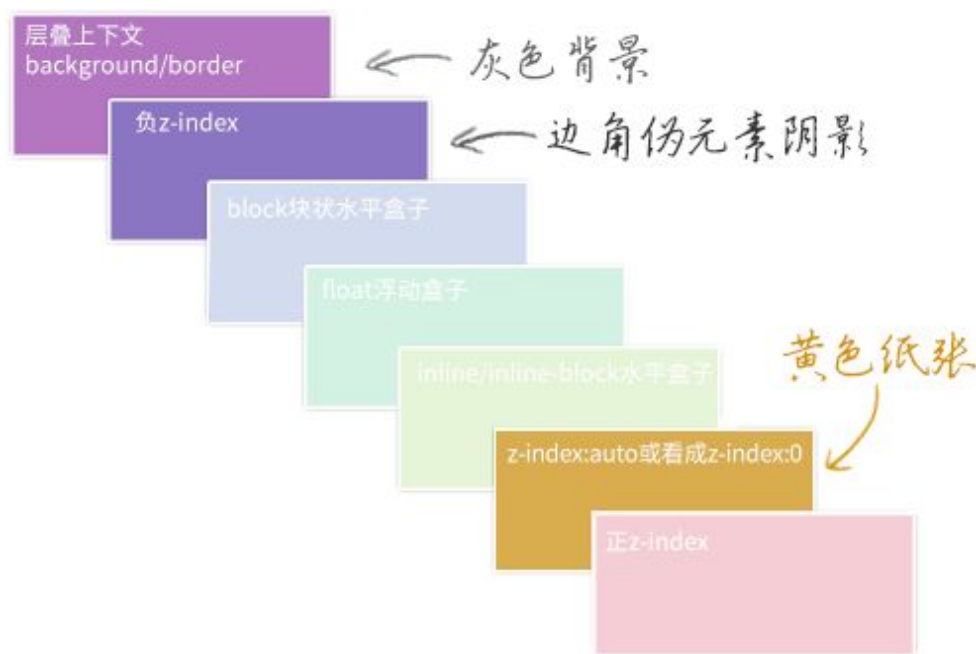 层叠上下文
background/border
灰色背景
负z-index
边角伪元素阴影
block块状水平盒子
float浮动盒子
inline/inline-block水平盒子
黄色纸张
z-index:auto或看成z-index:0
正z-index